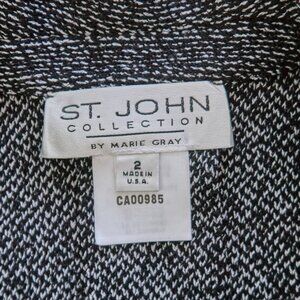 ST. JOHN
COLLECTION
BY MARIE GRAY
2
MADE IN
U.S.A.
CA00985